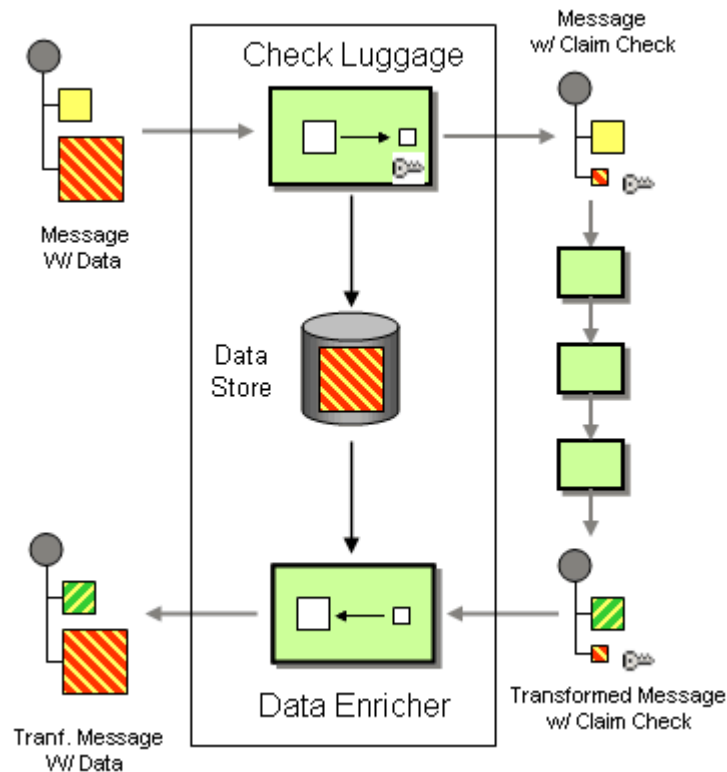 Check Luggage
Message
w/ Claim Check
Message
W/ Data
Data
Store
Data Enricher
Transformed Message
w/ Claim Check
Tranf. Message
W/ Data